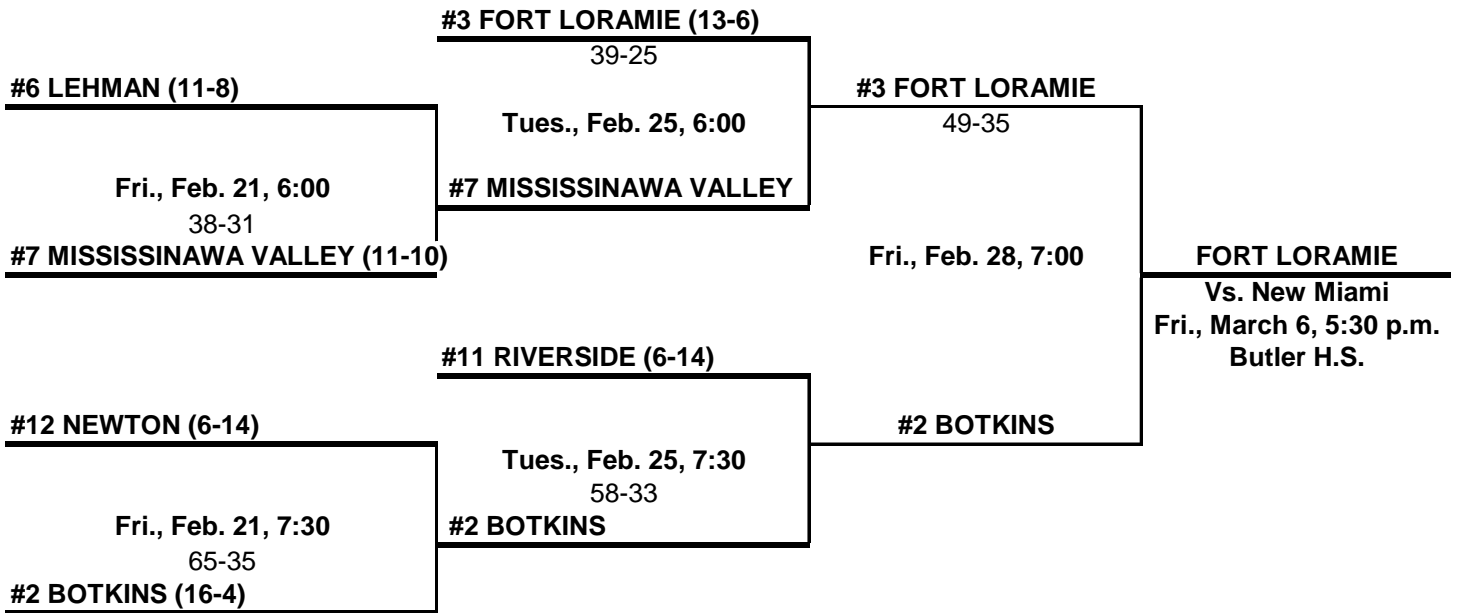 #3 FORT LORAMIE (13-6)
39-25
#6 LEHMAN (11-8)
#3 FORT LORAMIE
Tues., Feb. 25, 6:00
49-35
Fri., Feb. 21, 6:00
#7 MISSISSINAWA VALLEY
38-31
#7 MISSISSINAWA VALLEY (11-10)
Fri., Feb. 28, 7:00
FORT LORAMIE
Vs. New Miami
Fri., March 6, 5:30 p.m.
Butler H.S.
#11 RIVERSIDE (6-14)
#12 NEWTON (6-14)
#2 BOTKINS
Tues., Feb. 25, 7:30
58-33
Fri., Feb. 21, 7:30
#2 BOTKINS
65-35
#2 BOTKINS (16-4)